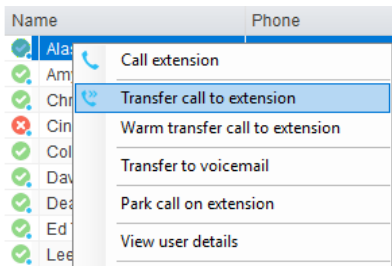 Name Phone
Ala
Call extension
Am
Chr
Transfer call to extension
Cin
Warm transfer call to extension
Col
Dav
Transfer to voicemail
Dea
Park call on extension
Ed
View user details
Lee